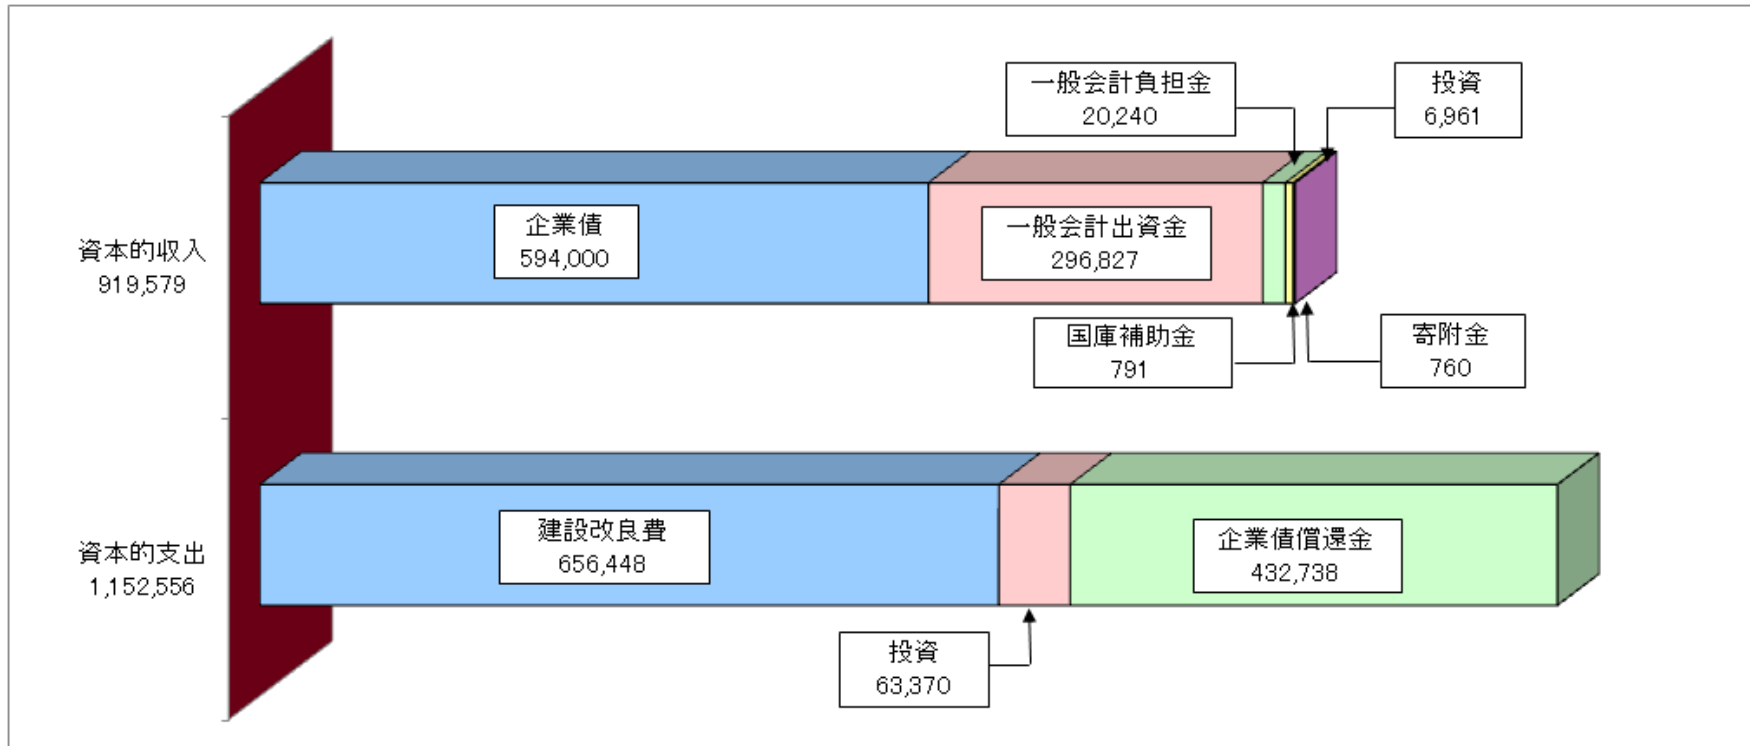 一般会計負担金
20,240
投資
6,961
企業債
594,000
一般会計出資金
296,827
資本的収入
919,579
国庫補助金
791
寄附金
760
建設改良費
656,448
企業債償還金
432,738
資本的支出
1,152,556
投資
63,370